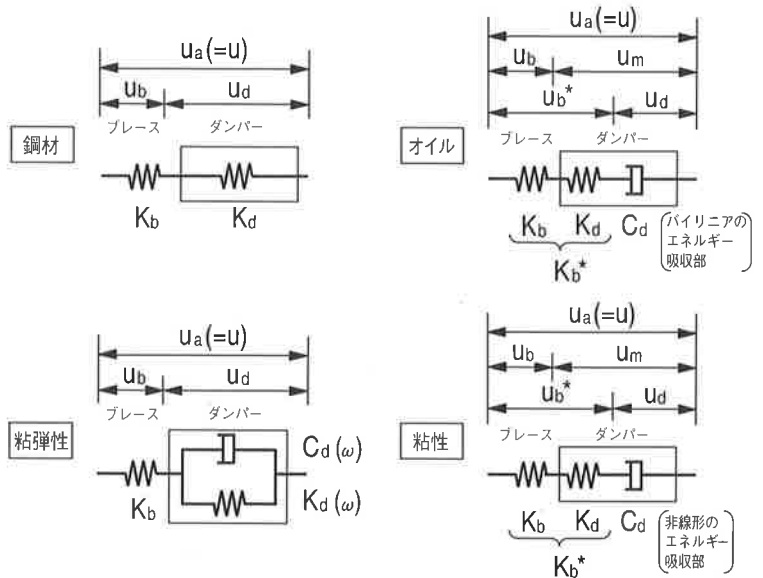 ua(=u)
ub
ud
ブレース
ダンパー
鋼材
Kb
Kd
ua(=u)
ub
um
ub*
ud
ブレース
ダンパー
オイル
Kb
Kd
Cd
バイリニアの
エネルギー
吸収部
Kb*
ua(=u)
ub
ud
ブレース
ダンパー
粘弾性
Cd(ω)
Kb
Kd(ω)
ua(=u)
ub
um
ub*
ud
ブレース
ダンパー
粘性
Kb
Kd
Cd
非線形の
エネルギー
吸収部
Kb*